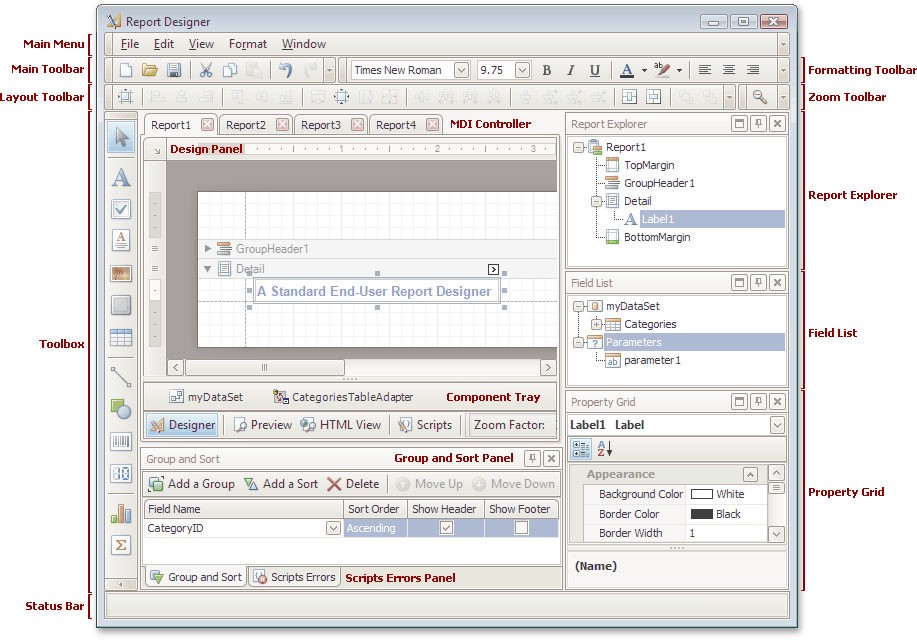 Report Designer
Main Menu
File Edit View Format Window
Main Toolbar
Times New Roman 9.75 B I U A ab
Formatting Toolbar
Layout Toolbar
Zoom Toolbar
Report1 Report2 Report3 Report4 MDI Controller
Design Panel 1 2 3
GroupHeader1
Detail
A Standard End-User Report Designer
Toolbox
myDataSet CategoriesTableAdapter Component Tray
Designer Preview HTML View Scripts Zoom Factor:
Group and Sort Group and Sort Panel
Add a Group Add a Sort Delete Move Up Move Down
Field Name Sort Order Show Header Show Footer
CategoryID Ascending
Group and Sort Scripts Errors Scripts Errors Panel
Status Bar
Report Explorer
Report1
TopMargin
GroupHeader1
Detail
A Label1
BottomMargin
Report Explorer
Field List
myDataSet
Categories
? Parameters
ab parameter1
Field List
Property Grid
Label1 Label
A Z
Appearance
Background Color White
Border Color Black
Border Width 1
(Name)
Property Grid